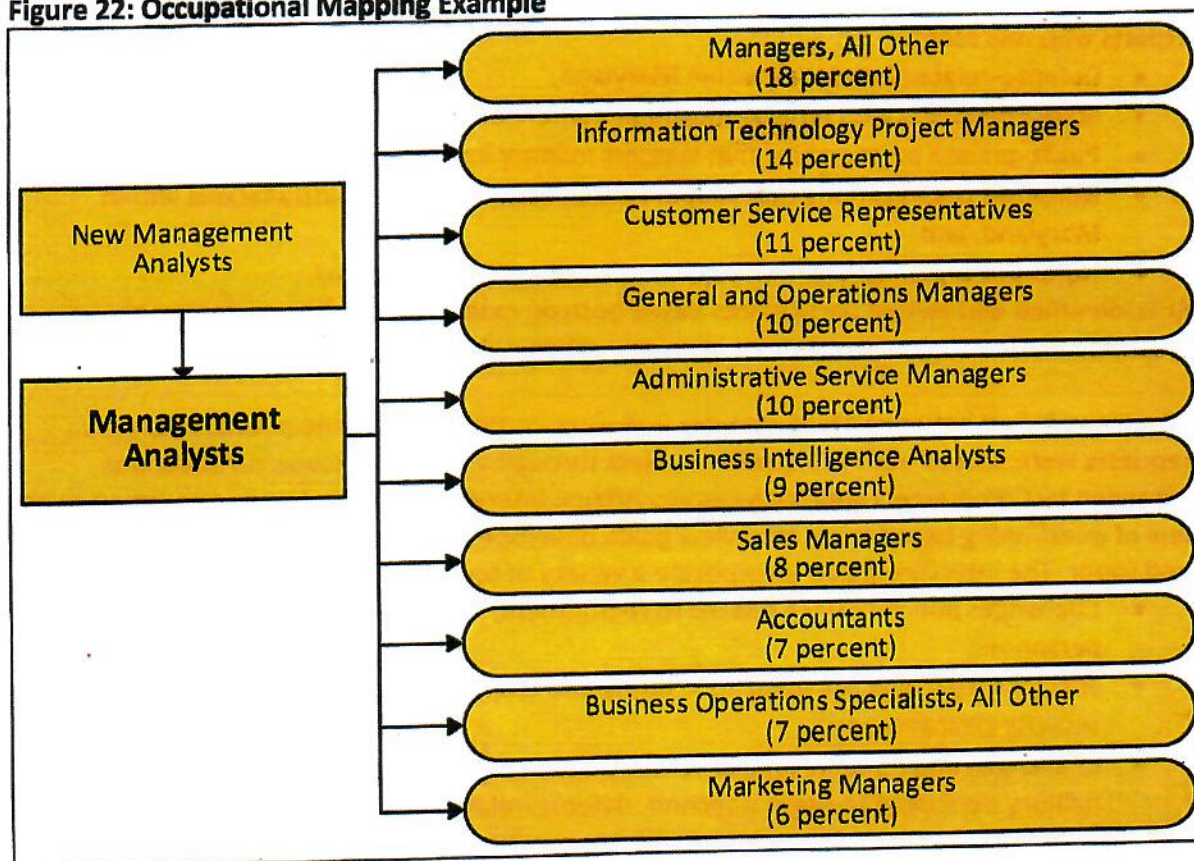 Figure 22: Occupational Mapping Example
Managers, All Other
(18 percent)
Information Technology Project Managers
(14 percent)
Customer Service Representatives
(11 percent)
General and Operations Managers
(10 percent)
Administrative Service Managers
(10 percent)
Business Intelligence Analysts
(9 percent)
Sales Managers
(8 percent)
Accountants
(7 percent)
Business Operations Specialists, All Other
(7 percent)
Marketing Managers
(6 percent)
New Management
Analysts
Management
Analysts